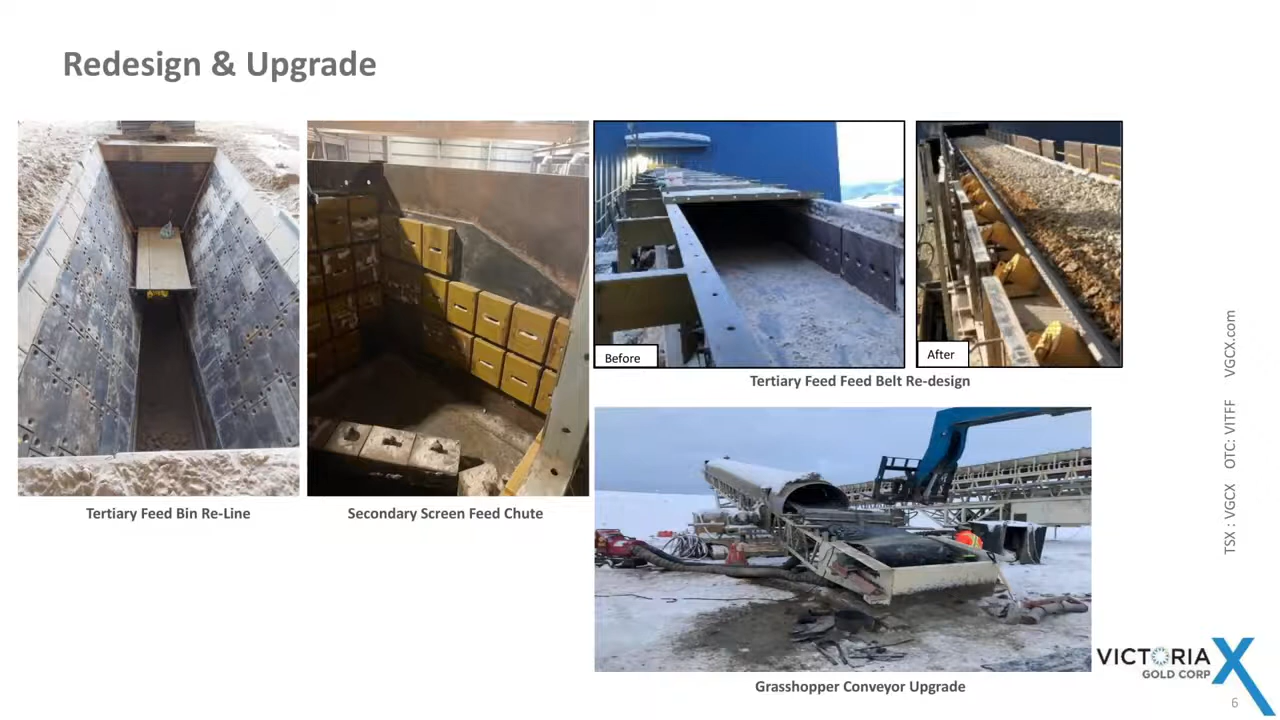 Redesign & Upgrade
Before
After
Tertiary Feed Feed Belt Re-design
Tertiary Feed Bin Re-Line
Secondary Screen Feed Chute
Grasshopper Conveyor Upgrade
TSX : VGCX OTC: VITFF VGCX.com
VICTORIA
GOLD CORP
X
6